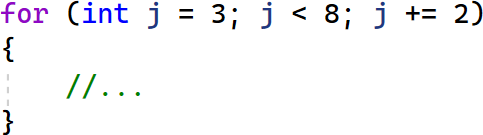 for (int j = 3; j < 8; j += 2)
{
    //...
}